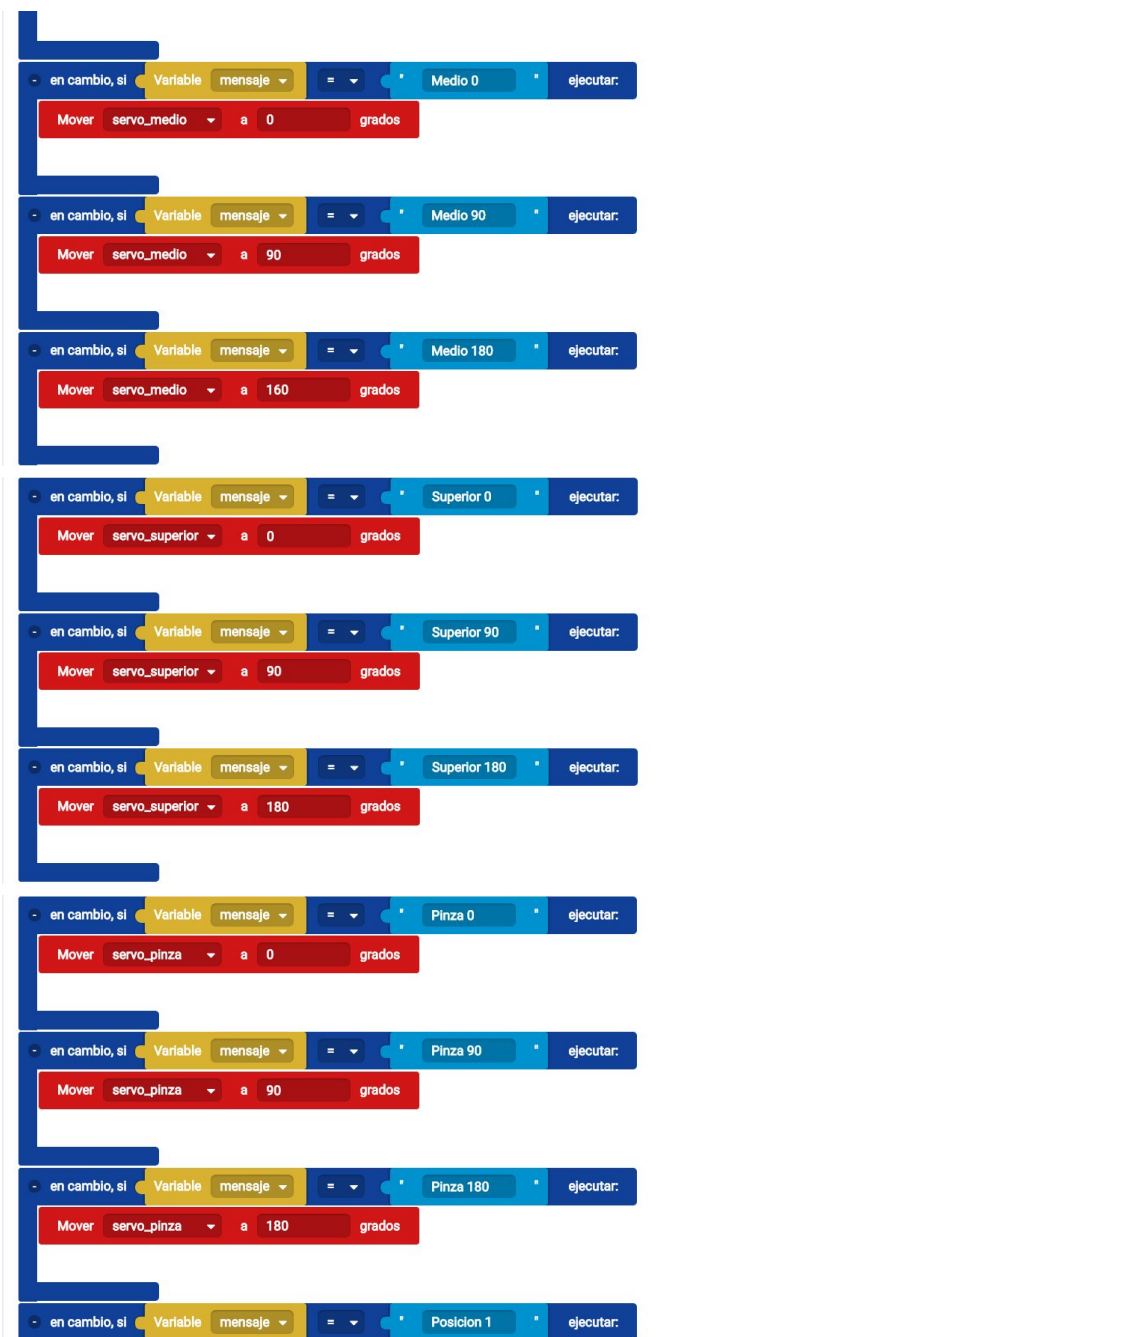 - en cambio, si Variable mensaje = " Medio 0 " ejecutar:
Mover servo_medio a 0 grados
- en cambio, si Variable mensaje = " Medio 90 " ejecutar:
Mover servo_medio a 90 grados
- en cambio, si Variable mensaje = " Medio 180 " ejecutar:
Mover servo_medio a 160 grados
- en cambio, si Variable mensaje = " Superior 0 " ejecutar:
Mover servo_superior a 0 grados
- en cambio, si Variable mensaje = " Superior 90 " ejecutar:
Mover servo_superior a 90 grados
- en cambio, si Variable mensaje = " Superior 180 " ejecutar:
Mover servo_superior a 180 grados
- en cambio, si Variable mensaje = " Pinza 0 " ejecutar:
Mover servo_pinza a 0 grados
- en cambio, si Variable mensaje = " Pinza 90 " ejecutar:
Mover servo_pinza a 90 grados
- en cambio, si Variable mensaje = " Pinza 180 " ejecutar:
Mover servo_pinza a 180 grados
- en cambio, si Variable mensaje = " Posicion 1 " ejecutar: